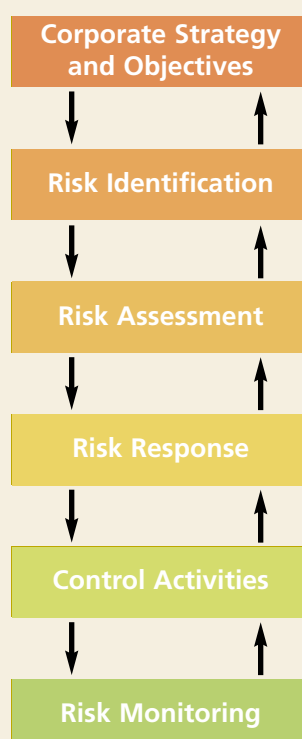 Corporate Strategy
and Objectives
Risk Identification
Risk Assessment
Risk Response
Control Activities
Risk Monitoring